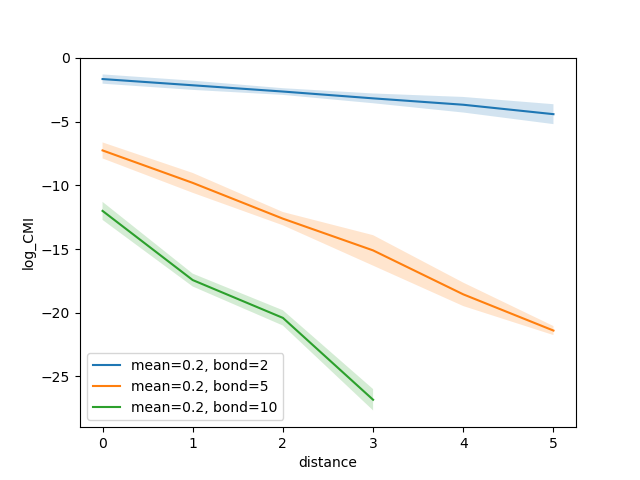 0
−5
−10
−15
−20
−25
log_CMI
mean=0.2, bond=2
mean=0.2, bond=5
mean=0.2, bond=10
0 1 2 3 4 5
distance